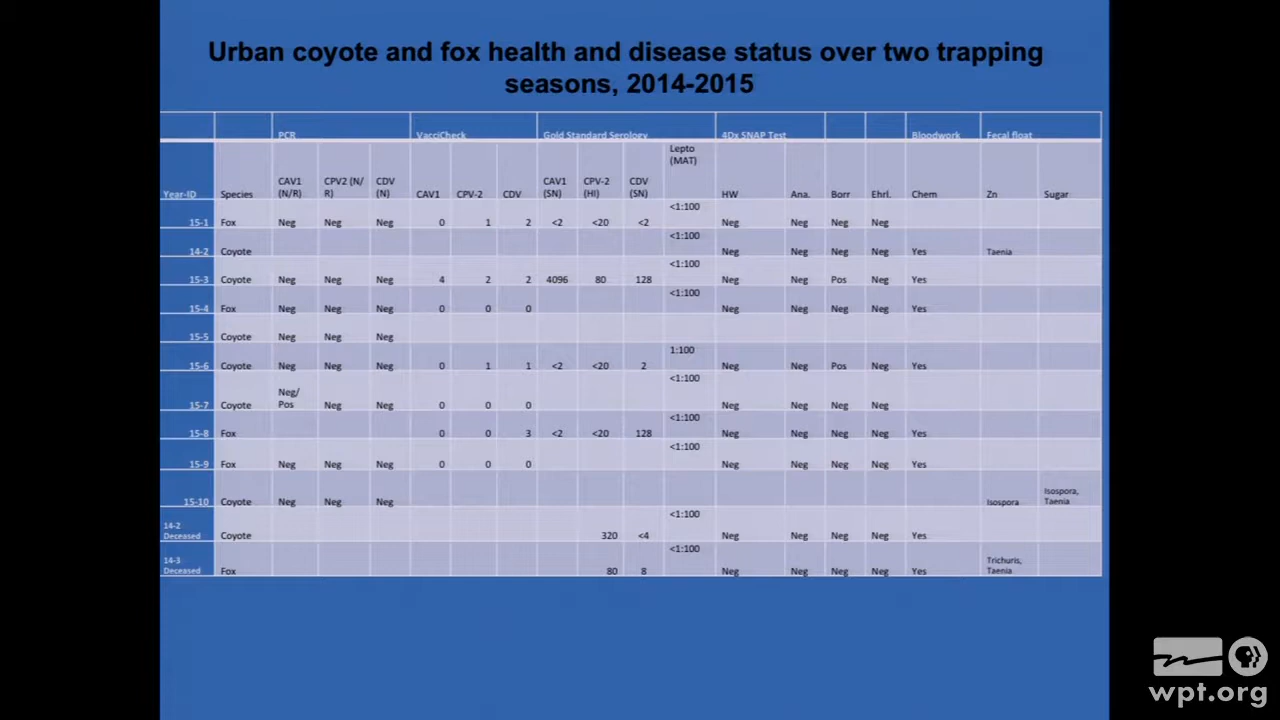 Urban coyote and fox health and disease status over two trapping
seasons, 2014-2015
PCR VacciCheck Gold Standard Serology 4Dx SNAP Test Bloodwork Fecal float
Year-ID Species CAV1 (N/R) CPV2 (N/R) CDV (N) CAV1 CPV-2 CDV CAV1 (SN) CPV-2 (HI) CDV (SN) Lepto (MAT) HW Ana. Borr Ehrl. Chem Zn Sugar
15-1 Fox Neg Neg Neg 0 1 2 <2 <20 <2 <1:100 Neg Neg Neg Neg
14-2 Coyote <1:100 Neg Neg Neg Neg Yes Taenia
15-3 Coyote Neg Neg Neg 4 2 2 4096 80 128 <1:100 Neg Neg Pos Neg Yes
15-4 Fox Neg Neg Neg 0 0 0 <1:100 Neg Neg Neg Neg Yes
15-5 Coyote Neg Neg Neg
15-6 Coyote Neg Neg Neg 0 1 1 <2 <20 2 1:100 Neg Neg Pos Neg Yes
15-7 Coyote Neg/Pos Neg Neg 0 0 0 <1:100 Neg Neg Neg Neg
15-8 Fox 0 0 3 <2 <20 128 <1:100 Neg Neg Neg Neg Yes
15-9 Fox Neg Neg Neg 0 0 0 <1:100 Neg Neg Neg Neg Yes
15-10 Coyote Neg Neg Neg Isospora Isospora, Taenia
14-2 Deceased Coyote 320 <4 <1:100 Neg Neg Neg Neg Yes
14-3 Deceased Fox 80 8 <1:100 Neg Neg Neg Neg Yes Trichuris, Taenia
wpt.org